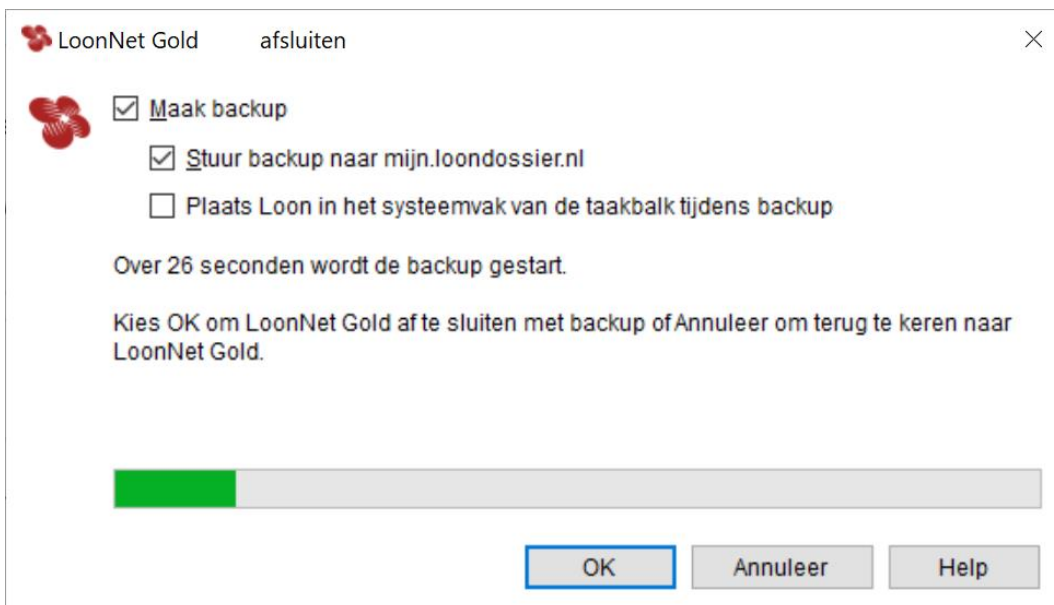 LoonNet Gold afsluiten
Maak backup
Stuur backup naar mijn.loondossier.nl
Plaats Loon in het systeemvak van de taakbalk tijdens backup
Over 26 seconden wordt de backup gestart.
Kies OK om LoonNet Gold af te sluiten met backup of Annuleer om terug te keren naar
LoonNet Gold.
OK Annuleer Help